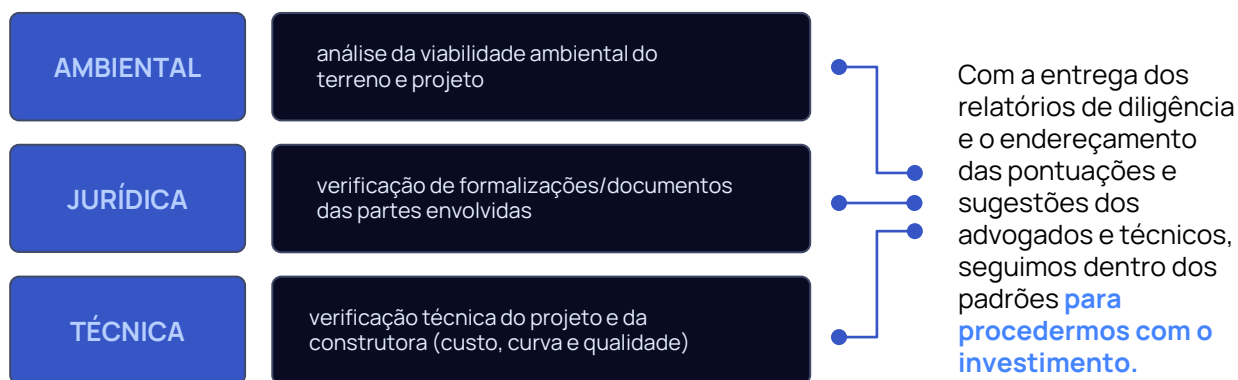 AMBIENTAL
análise da viabilidade ambiental do
terreno e projeto
JURÍDICA
verificação de formalizações/documentos
das partes envolvidas
TÉCNICA
verificação técnica do projeto e da
construtora (custo, curva e qualidade)
Com a entrega dos
relatórios de diligência
e o endereçamento
das pontuações e
sugestões dos
advogados e técnicos,
seguimos dentro dos
padrões para
procedermos com o
investimento.